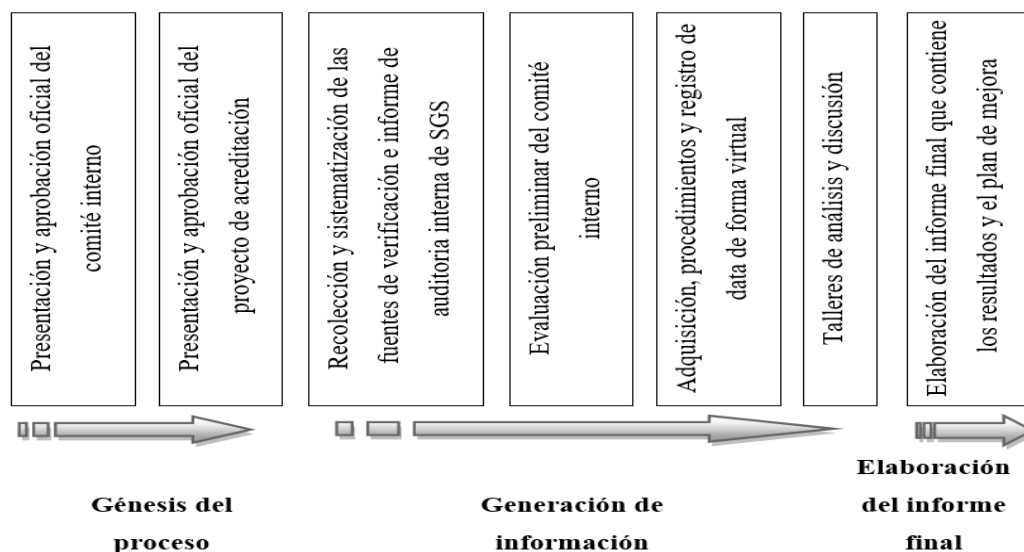 Presentación y aprobación oficial del
comité interno
Presentación y aprobación oficial del
proyecto de acreditación
Recolección y sistematización de las
fuentes de verificación e informe de
auditoria interna de SGS
Evaluación preliminar del comité
interno
Adquisición, procedimientos y registro de
data de forma virtual
Talleres de análisis y discusión
Elaboración del informe final que contiene
los resultados y el plan de mejora
Génesis del
proceso
Generación de
información
Elaboración
del informe
final